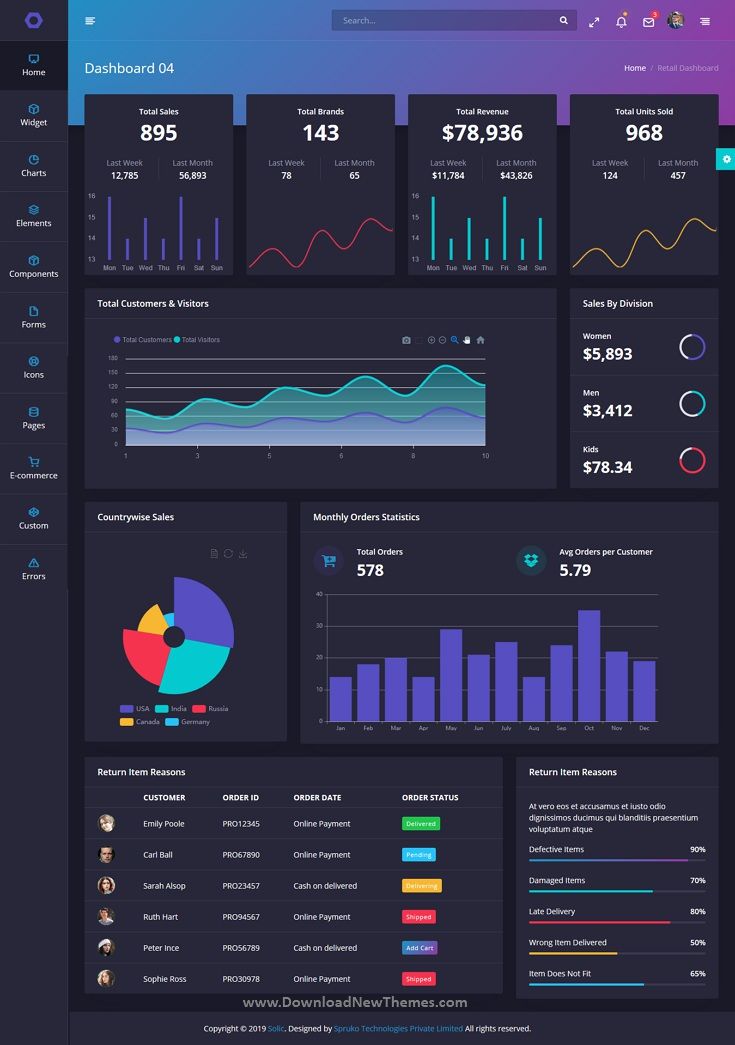 Search...
3
Home
Widget
Charts
Elements
Components
Forms
Icons
Pages
E-commerce
Custom
Errors
Dashboard 04
Home / Retail Dashboard
Total Sales
895
Last Week Last Month
12,785 56,893
16
15
14
13
Mon Tue Wed Thu Fri Sat Sun
Total Brands
143
Last Week Last Month
78 65
Total Revenue
$78,936
Last Week Last Month
$11,784 $43,826
16
15
14
13
Mon Tue Wed Thu Fri Sat Sun
Total Units Sold
968
Last Week Last Month
124 457
Total Customers & Visitors
Total Customers Total Visitors
180
150
120
90
60
30
0
1 3 5 6 8 10
Sales By Division
Women
$5,893
Men
$3,412
Kids
$78.34
Countrywise Sales
USA India Russia
Canada Germany
Monthly Orders Statistics
Total Orders
578
Avg Orders per Customer
5.79
40
30
20
10
0
Jan Feb Mar Apr May Jun July Aug Sep Oct Nov Dec
Return Item Reasons
CUSTOMER ORDER ID ORDER DATE ORDER STATUS
Emily Poole PRO12345 Online Payment Delivered
Carl Ball PRO67890 Online Payment Pending
Sarah Alsop PRO23457 Cash on delivered Delivering
Ruth Hart PRO94567 Online Payment Shipped
Peter Ince PRO56789 Cash on delivered Add Cart
Sophie Ross PRO30978 Online Payment Shipped
Return Item Reasons
At vero eos et accusamus et iusto odio
dignissimos ducimus qui blanditiis praesentium
voluptatum atque
Defective Items 90%
Damaged Items 70%
Late Delivery 80%
Wrong Item Delivered 50%
Item Does Not Fit 65%
www.DownloadNewThemes.com
Copyright © 2019 Solic. Designed by Spruko Technologies Private Limited All rights reserved.